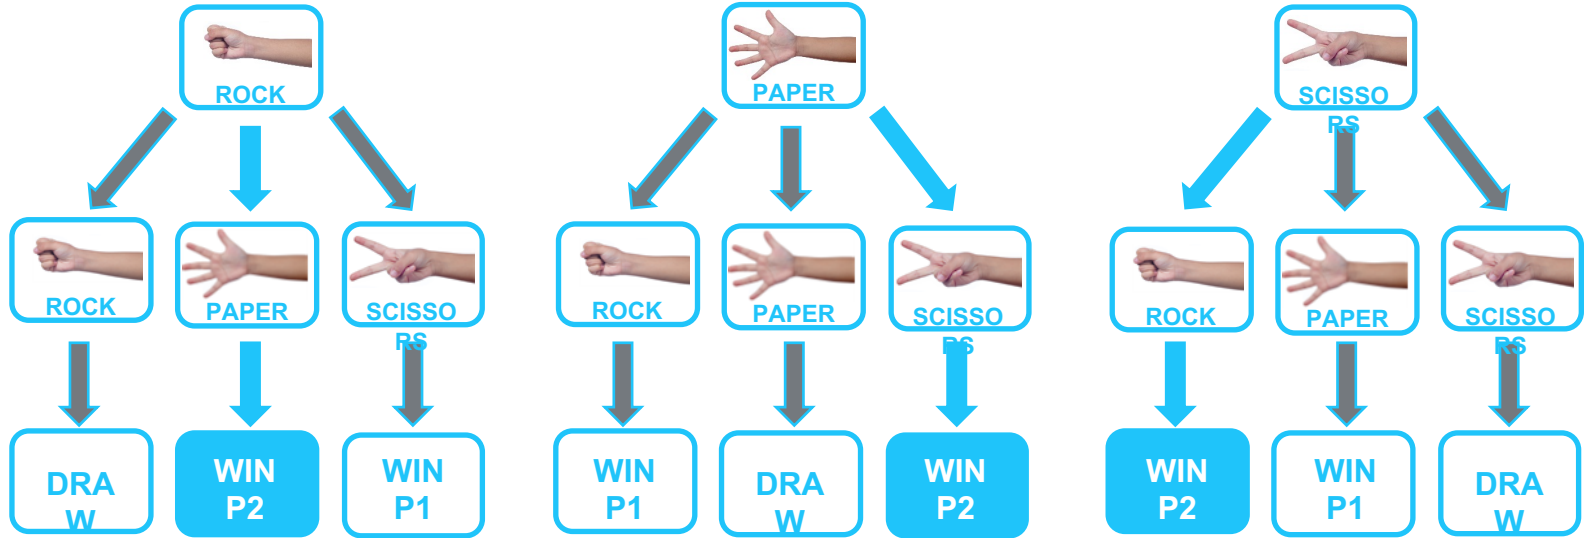 ROCK
PAPER
SCISSO
RS
ROCK
PAPER
SCISSO
RS
ROCK
PAPER
SCISSO
RS
ROCK
PAPER
SCISSO
RS
DRA
W
WIN
P2
WIN
P1
WIN
P1
DRA
W
WIN
P2
WIN
P2
WIN
P1
DRA
W